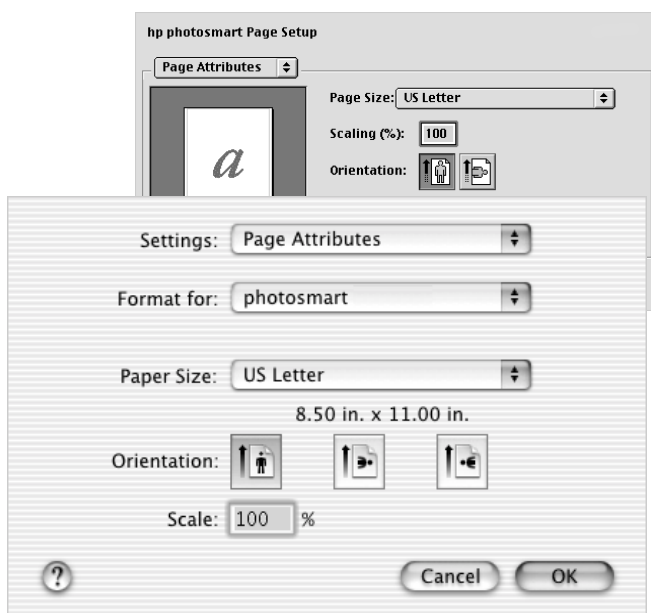 hp photosmart Page Setup
Page Attributes
Page Size: US Letter
Scaling (%): 100
a
Orientation:
Settings: Page Attributes
Format for: photosmart
Paper Size: US Letter
8.50 in. x 11.00 in.
Orientation:
Scale: 100 %
? Cancel OK